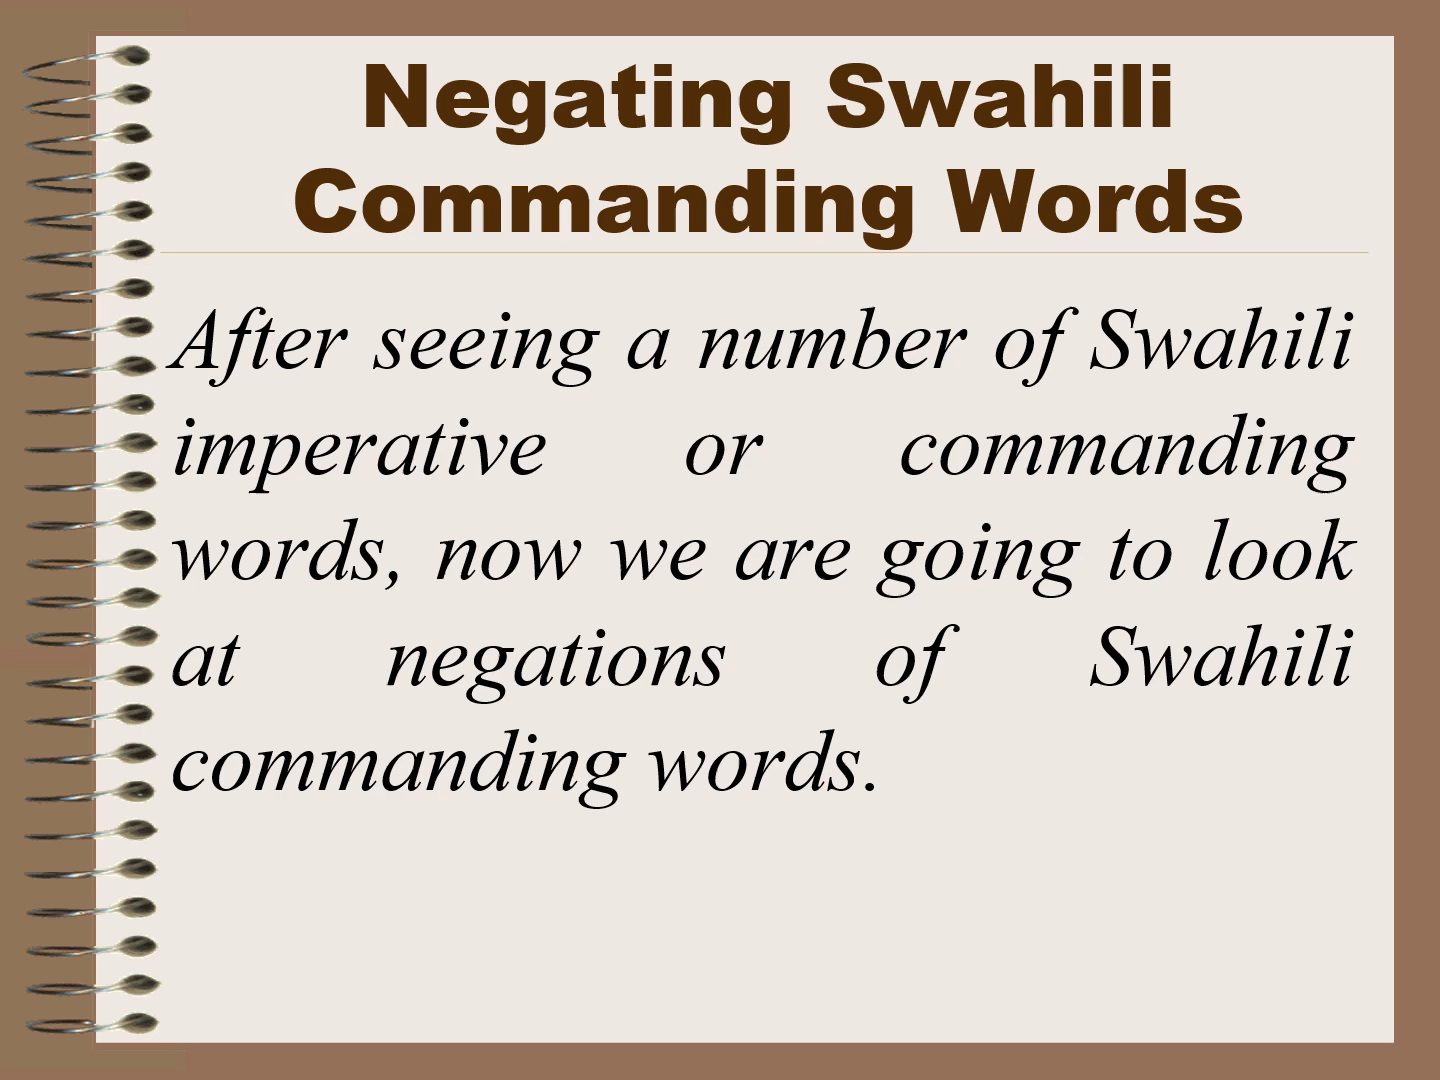 Negating Swahili
Commanding Words
After seeing a number of Swahili
imperative or commanding
words, now we are going to look
at negations of Swahili
commanding words.